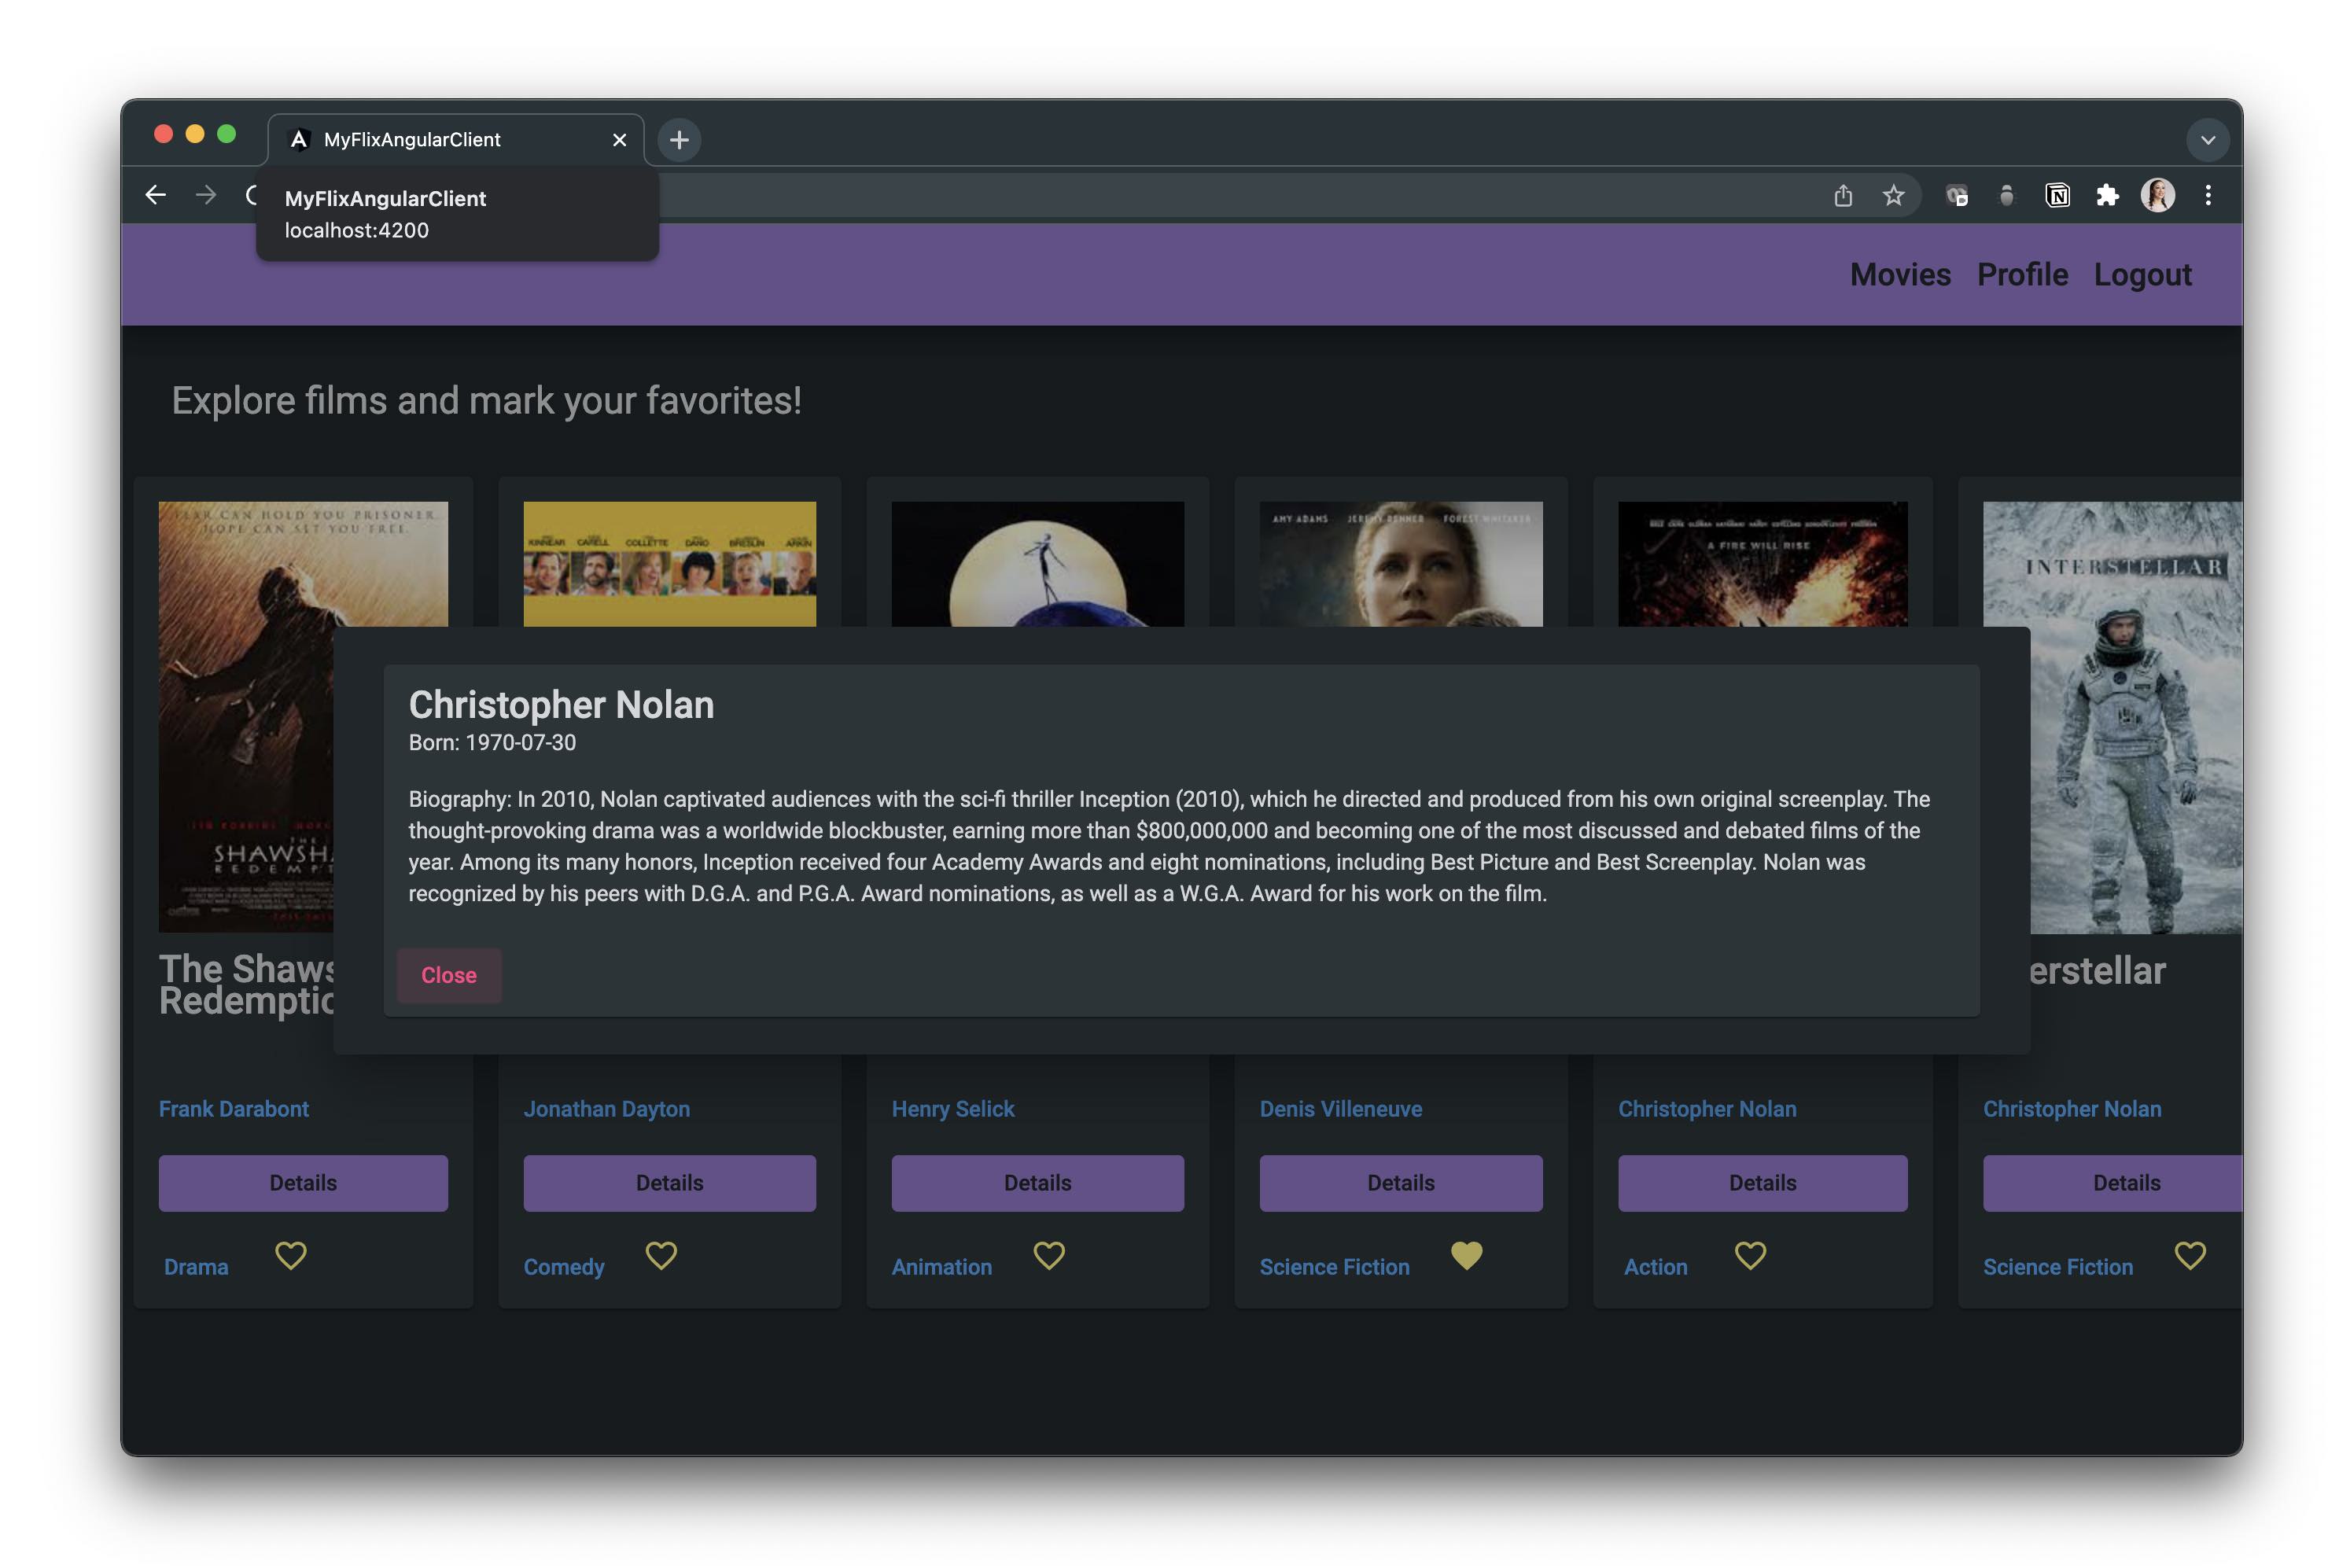 MyFlixAngularClient
MyFlixAngularClient
localhost:4200
Movies Profile Logout
Explore films and mark your favorites!
FEAR CAN HOLD YOU PRISONER.
HOPE CAN SET YOU FREE.
KINNEAR CARELL COLLETTE DANO BRESLIN ARKIN
AMY ADAMS JEREMY RENNER FOREST WHITAKER
A FIRE WILL RISE
INTERSTELLAR
Christopher Nolan
Born: 1970-07-30
Biography: In 2010, Nolan captivated audiences with the sci-fi thriller Inception (2010), which he directed and produced from his own original screenplay. The
thought-provoking drama was a worldwide blockbuster, earning more than $800,000,000 and becoming one of the most discussed and debated films of the
year. Among its many honors, Inception received four Academy Awards and eight nominations, including Best Picture and Best Screenplay. Nolan was
recognized by his peers with D.G.A. and P.G.A. Award nominations, as well as a W.G.A. Award for his work on the film.
Close
THE
SHAWSHA
REDEMPT
The Shaws
Redemptio
erstellar
Frank Darabont
Jonathan Dayton
Henry Selick
Denis Villeneuve
Christopher Nolan
Christopher Nolan
Details
Details
Details
Details
Details
Details
Drama
Comedy
Animation
Science Fiction
Action
Science Fiction